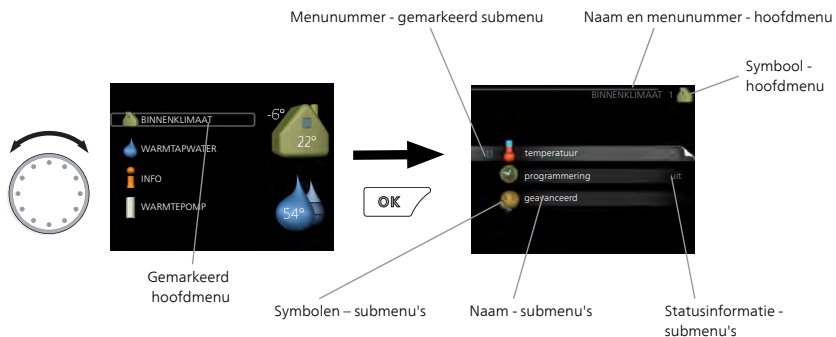 Menunummer - gemarkeerd submenu
Naam en menunummer - hoofdmenu
Symbool -
hoofdmenu
BINNENKLIMAAT
-6°
22°
WARMTAPWATER
INFO
WARMTEPOMP
54°
OK
BINNENKLIMAAT 1
temperatuur
programmering
uit
geavanceerd
Gemarkeerd
hoofdmenu
Symbolen – submenu's
Naam - submenu's
Statusinformatie -
submenu's